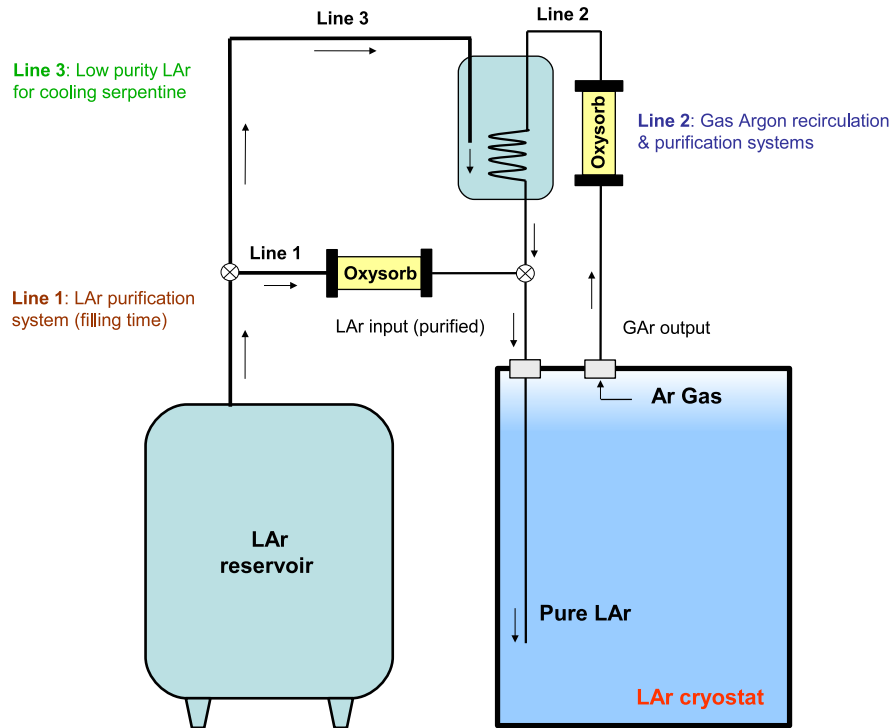 Line 3
Line 2
Line 3: Low purity LAr
for cooling serpentine
Oxysorb
Line 2: Gas Argon recirculation
& purification systems
Line 1
Oxysorb
Line 1: LAr purification
system (filling time)
LAr input (purified)
GAr output
Ar Gas
LAr
reservoir
Pure LAr
LAr cryostat